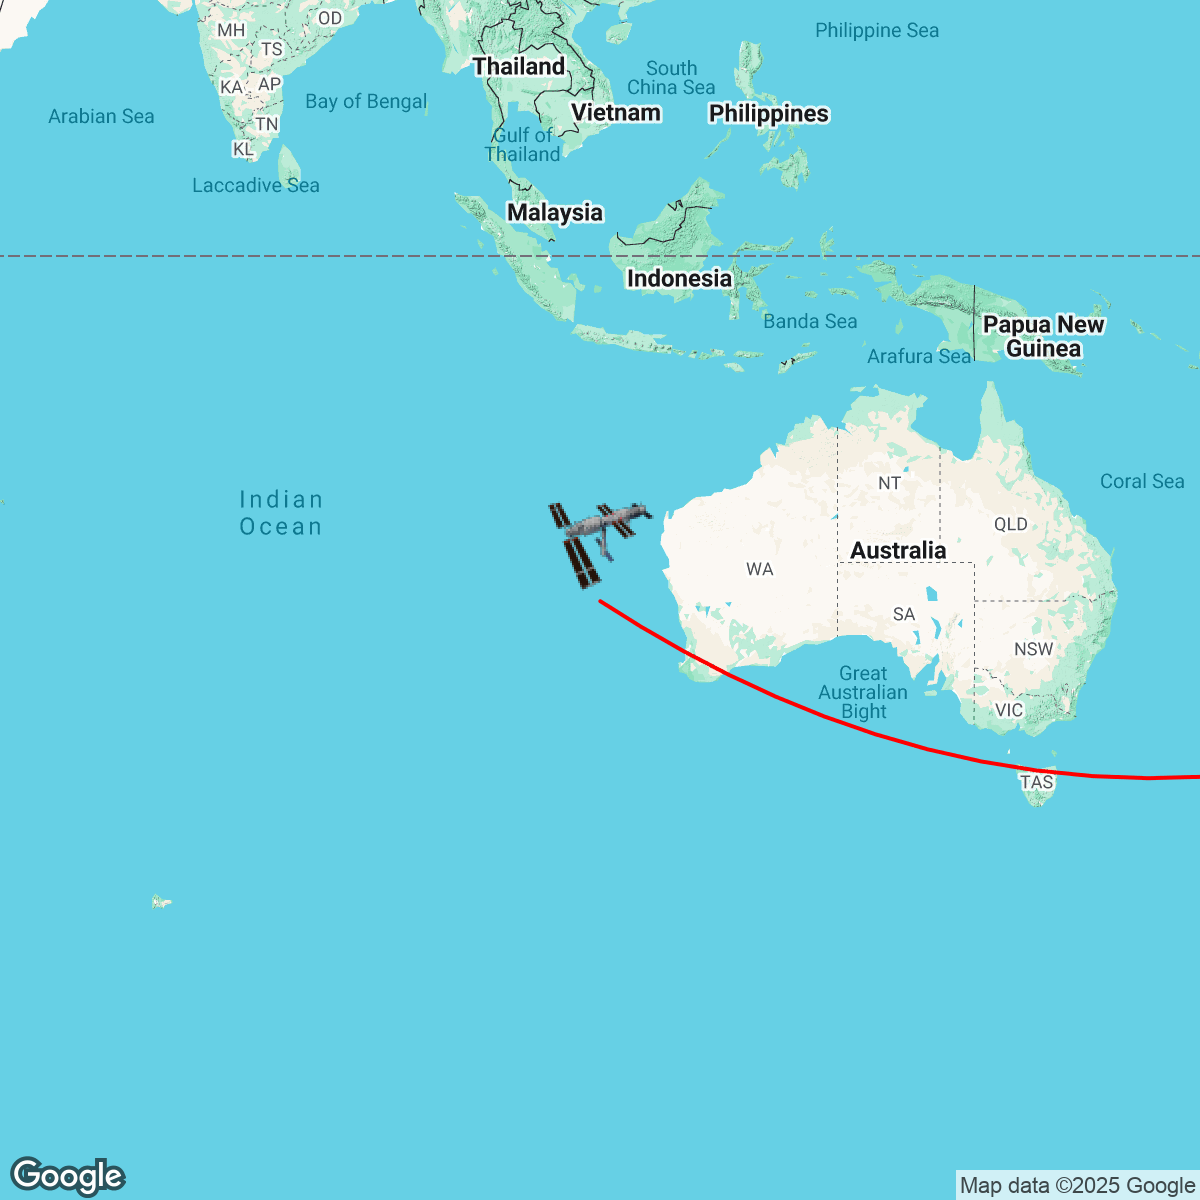 OD
MH
Philippine Sea
TS
Thailand
South
China Sea
KA
AP
Bay of Bengal
Arabian Sea
Vietnam
Philippines
TN
Gulf of
Thailand
KL
Laccadive Sea
Malaysia
Indonesia
Banda Sea
Papua New
Guinea
Arafura Sea
NT
Coral Sea
Indian
Ocean
QLD
Australia
WA
SA
NSW
Great
Australian
Bight
VIC
TAS
Google
Map data ©2025 Google